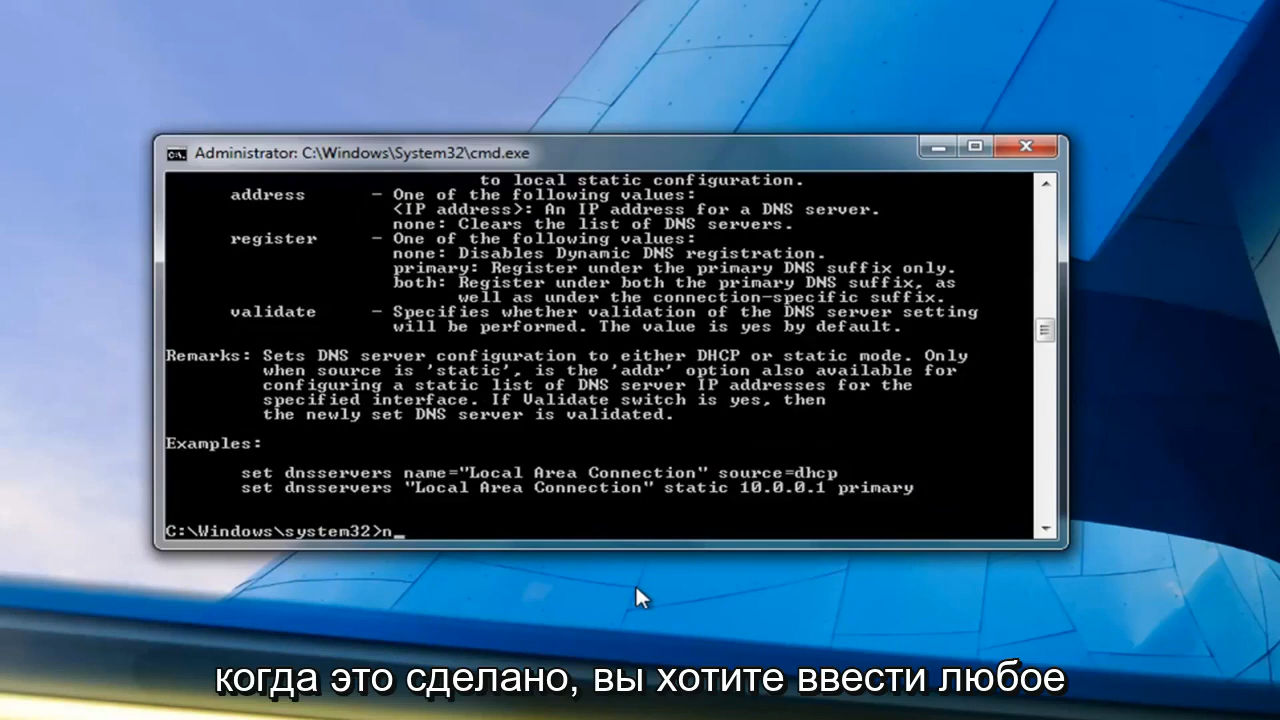 Administrator: C:\Windows\System32\cmd.exe
to local static configuration.
address - One of the following values:
<IP address>: An IP address for a DNS server.
none: Clears the list of DNS servers.
register - One of the following values:
none: Disables Dynamic DNS registration.
primary: Register under the primary DNS suffix only.
both: Register under both the primary DNS suffix, as
well as under the connection-specific suffix.
validate - Specifies whether validation of the DNS server setting
will be performed. The value is yes by default.
Remarks: Sets DNS server configuration to either DHCP or static mode. Only
when source is 'static', is the 'addr' option also available for
configuring a static list of DNS server IP addresses for the
specified interface. If Validate switch is yes, then
the newly set DNS server is validated.
Examples:
set dnsservers name="Local Area Connection" source=dhcp
set dnsservers "Local Area Connection" static 10.0.0.1 primary
C:\Windows\system32>n_
когда это сделано, вы хотите ввести любое